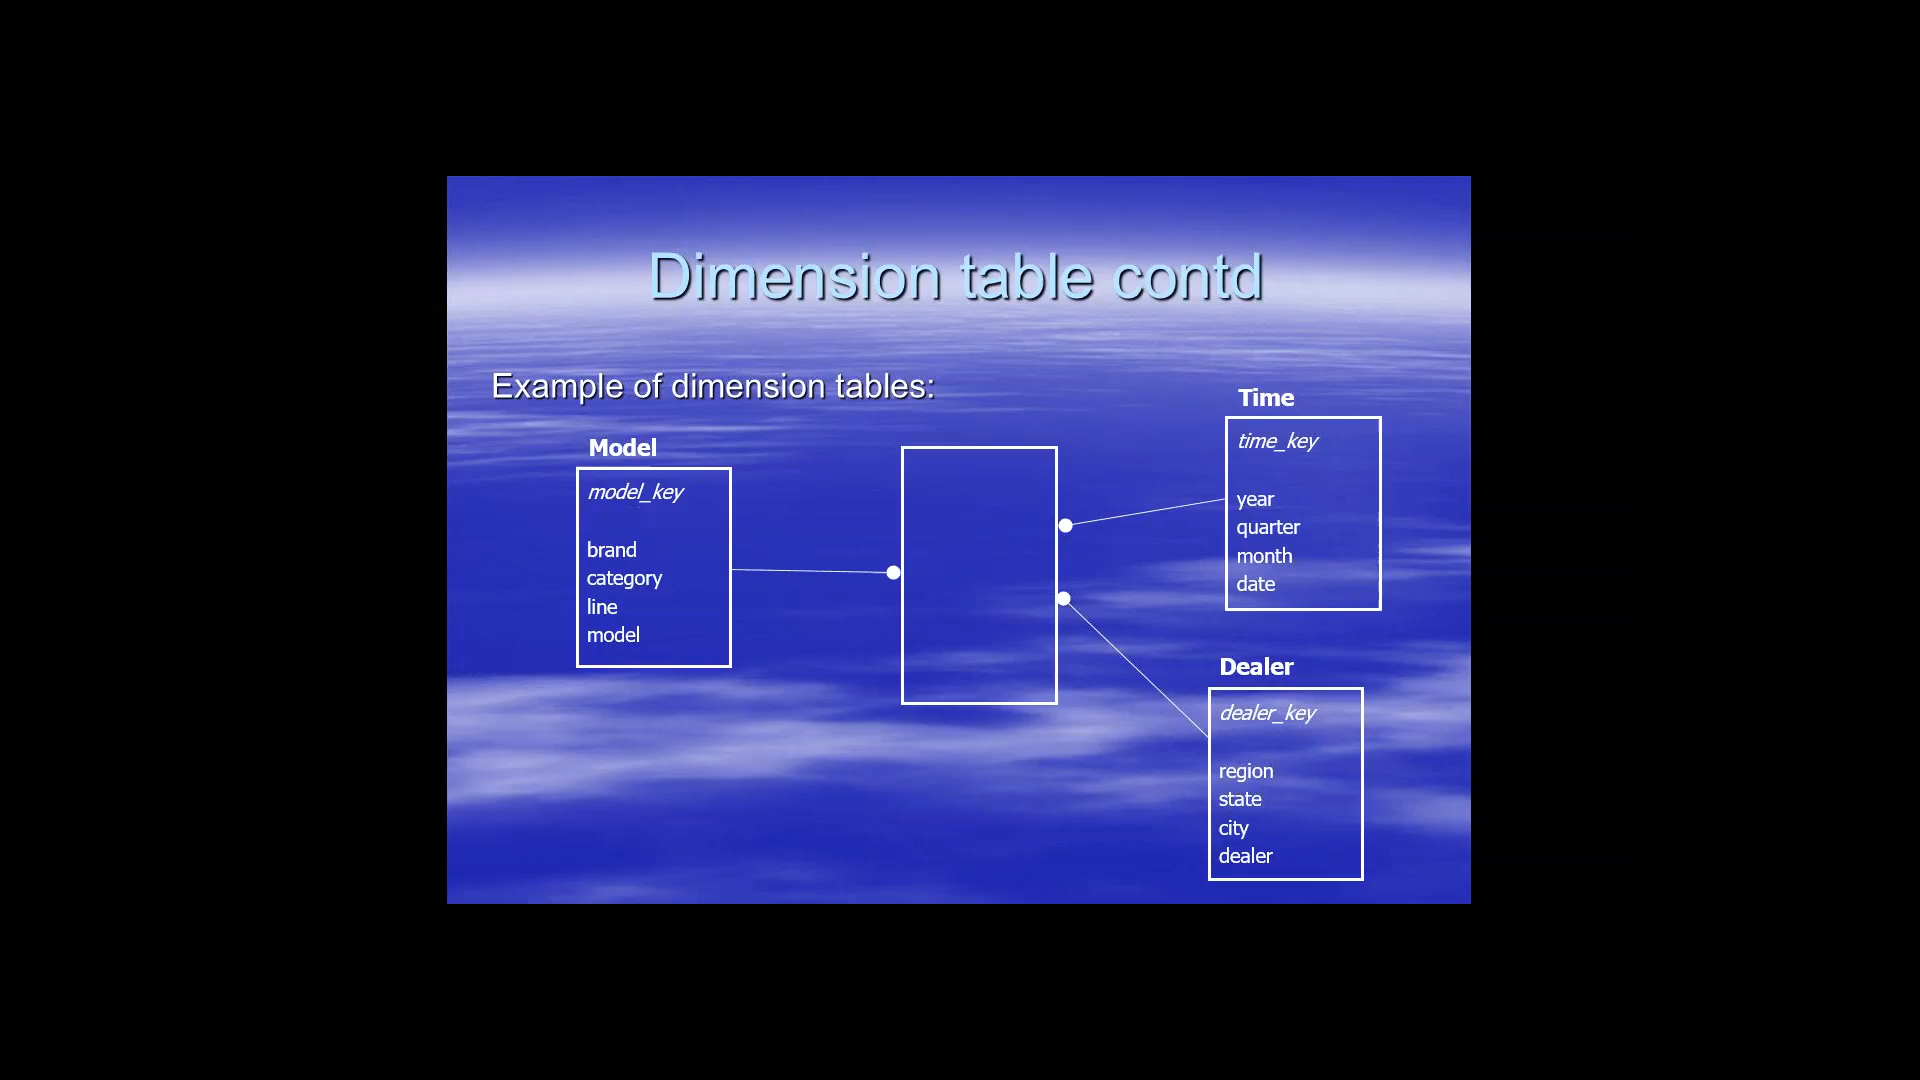 Dimension table contd
Example of dimension tables:
Model
model_key
brand
category
line
model
Time
time_key
year
quarter
month
date
Dealer
dealer_key
region
state
city
dealer